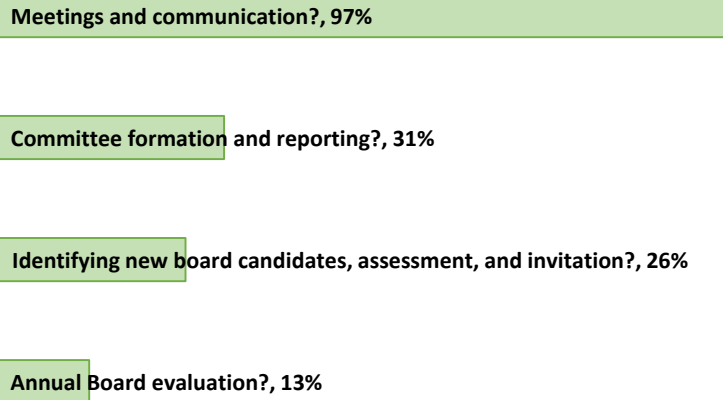 Meetings and communication?, 97%
Committee formation and reporting?, 31%
Identifying new board candidates, assessment, and invitation?, 26%
Annual Board evaluation?, 13%